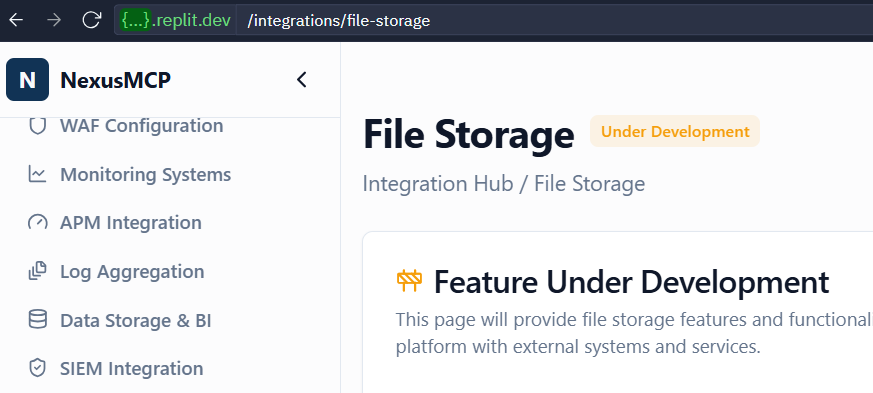 {...}.replit.dev /integrations/file-storage
N NexusMCP
WAF Configuration
Monitoring Systems
APM Integration
Log Aggregation
Data Storage & BI
SIEM Integration
File Storage Under Development
Integration Hub / File Storage
Feature Under Development
This page will provide file storage features and functional
platform with external systems and services.